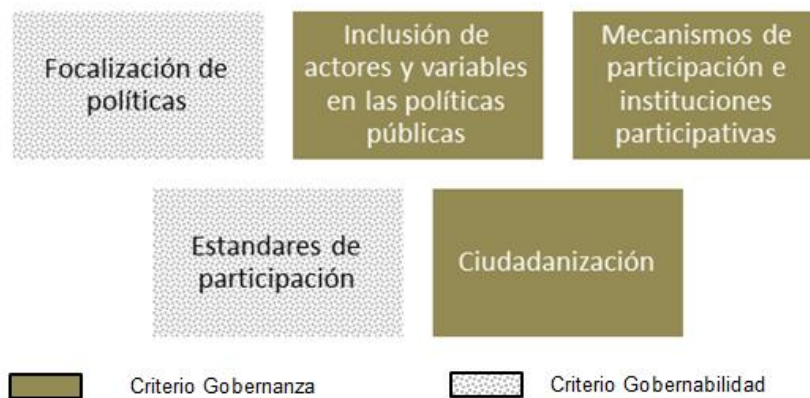 Focalización de
políticas
Inclusión de
actores y variables
en las políticas
públicas
Mecanismos de
participación e
instituciones
participativas
Estandares de
participación
Ciudadanización
Criterio Gobernanza
Criterio Gobernabilidad